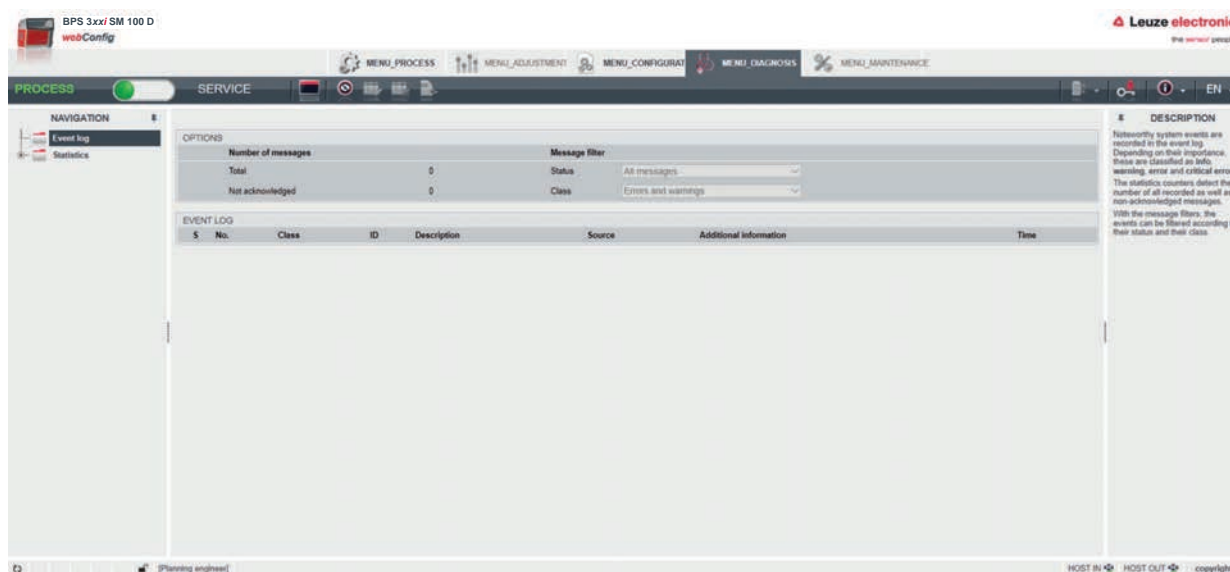 BPS 3xxi SM 100 D
webConfig
Leuze electronic
the sensor people
MENU_PROCESS MENU_ADJUSTMENT MENU_CONFIGURAT MENU_DIAGNOSIS MENU_MAINTENANCE
PROCESS SERVICE EN
NAVIGATION
Event log
Statistics
OPTIONS
Number of messages Message filter
Total 0 Status All messages
Not acknowledged 0 Class Errors and warnings
EVENT LOG
S No. Class ID Description Source Additional information Time
DESCRIPTION
Noteworthy system events are
recorded in the event log.
Depending on their importance,
these are classified as Info,
warning, error and critical erro
The statistics counters detect the
number of all recorded as well a
non-acknowledged messages.
With the message filters, the
events can be filtered according
their status and their class.
[Planning engineer] HOST IN HOST OUT copyright